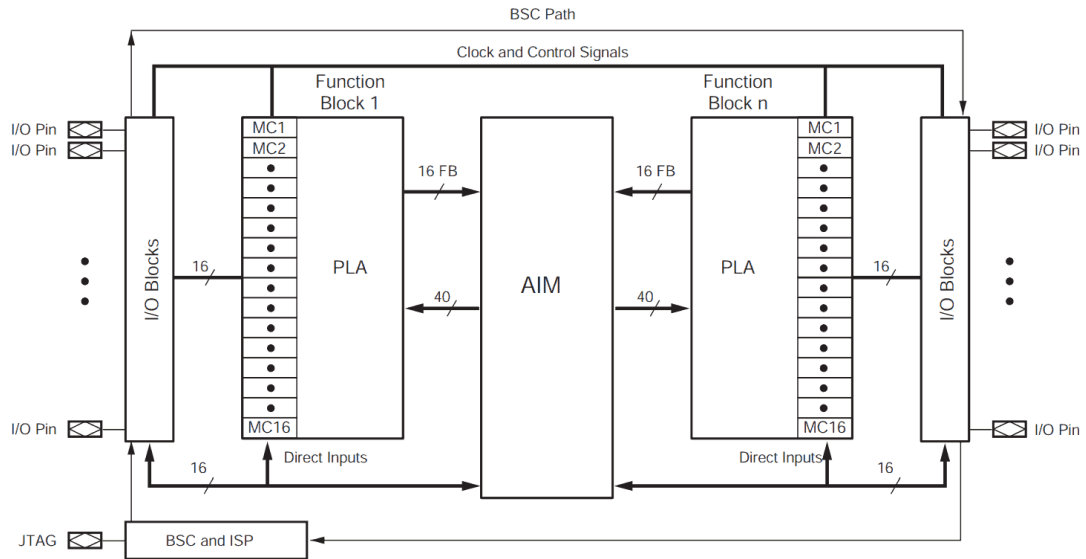 BSC Path
Clock and Control Signals
Function
Block 1
Function
Block n
I/O Pin
I/O Pin
I/O Pin
I/O Blocks
16
MC1
MC2
MC16
PLA
16 FB
40
AIM
16 FB
40
PLA
MC1
MC2
MC16
16
I/O Blocks
I/O Pin
I/O Pin
I/O Pin
16
Direct Inputs
Direct Inputs
16
JTAG
BSC and ISP